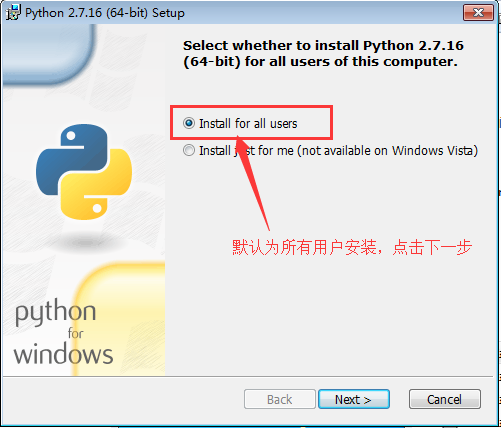 Python 2.7.16 (64-bit) Setup
Select whether to install Python 2.7.16
(64-bit) for all users of this computer.
Install for all users
Install just for me (not available on Windows Vista)
默认为所有用户安装，点击下一步
python
for
windows
Back
Next >
Cancel